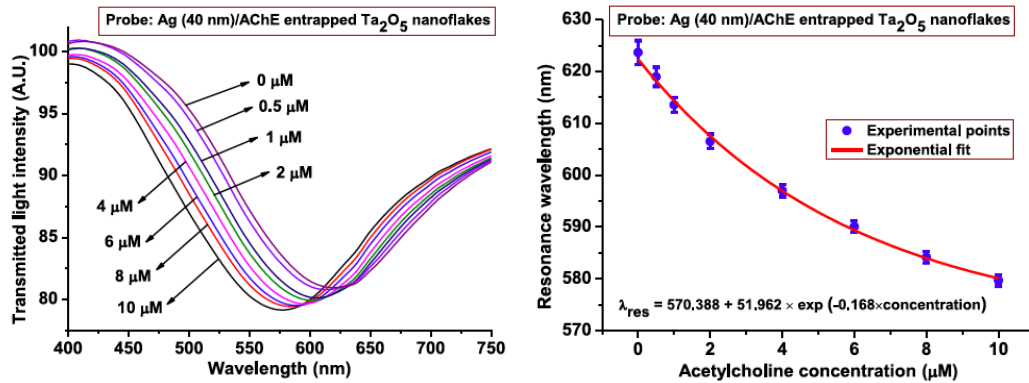 Probe: Ag (40 nm)/AChE entrapped Ta2O5 nanoflakes
Transmitted light intensity (A.U.)
100
95
90
85
80
0 μM
0.5 μM
1 μM
2 μM
4 μM
6 μM
8 μM
10 μM
400 450 500 550 600 650 700 750
Wavelength (nm)
Probe: Ag (40 nm)/AChE entrapped Ta2O5 nanoflakes
Resonance wavelength (nm)
630
620
610
600
590
580
570
Experimental points
Exponential fit
λres = 570.388 + 51.962 × exp (-0.168×concentration)
0 2 4 6 8 10
Acetylcholine concentration (μM)